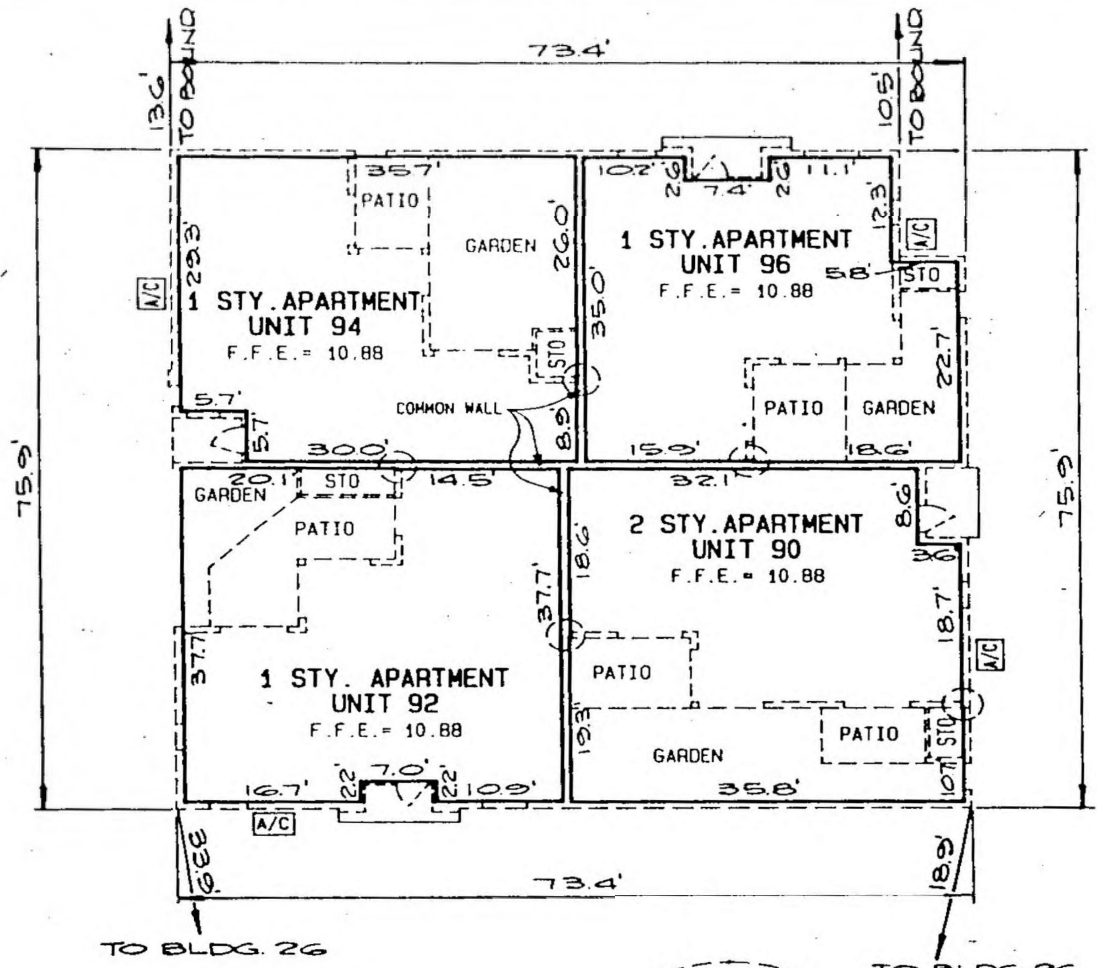 73.4'
13.6'
TO BOUND
10.5'
TO BOUND
35.7'
10.2'
2.6
7.4'
2.6
11.1'
PATIO
GARDEN
26.0'
29.3'
12.3'
A/C
1 STY. APARTMENT
UNIT 96
F.F.E. = 10.88
5.8'
STO
A/C
1 STY. APARTMENT
UNIT 94
F.F.E. = 10.88
35.0'
STO
22.7'
75.9'
75.9'
5.7'
5.7'
COMMON WALL
8.9'
PATIO
GARDEN
30.0'
15.9'
18.6'
20.1'
STO
14.5'
32.1'
GARDEN
PATIO
8.6'
3.6'
2 STY. APARTMENT
UNIT 90
F.F.E. = 10.88
18.6'
37.7'
18.7'
37.7'
A/C
1 STY. APARTMENT
UNIT 92
F.F.E. = 10.88
PATIO
19.3'
PATIO
STO
GARDEN
10.7'
16.7'
2.2'
7.0'
2.2'
10.9'
35.8'
A/C
33.9'
73.4'
18.9'
TO BLDG. 26
TO BLDG. 26